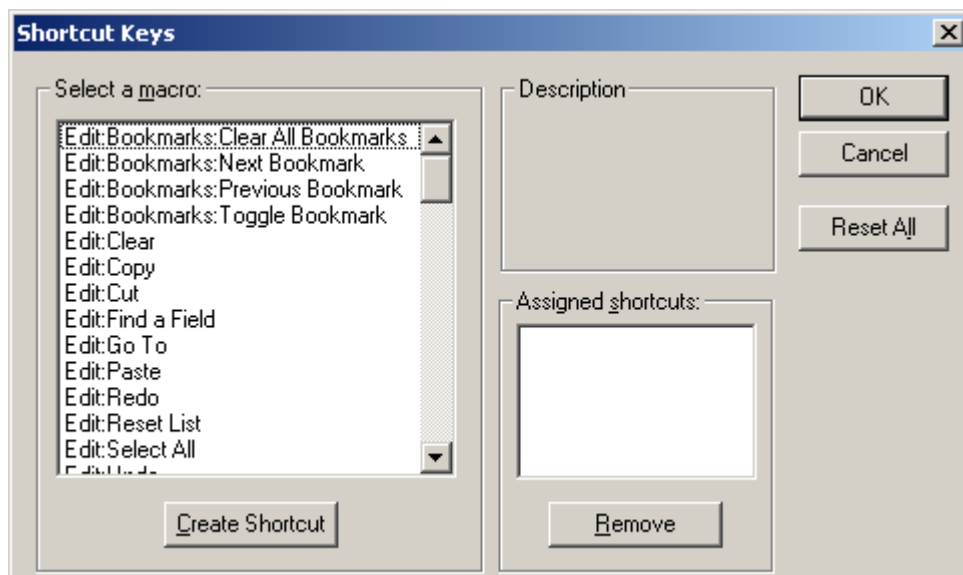 Shortcut Keys
Select a macro:
Edit:Bookmarks:Clear All Bookmarks
Edit:Bookmarks:Next Bookmark
Edit:Bookmarks:Previous Bookmark
Edit:Bookmarks:Toggle Bookmark
Edit:Clear
Edit:Copy
Edit:Cut
Edit:Find a Field
Edit:Go To
Edit:Paste
Edit:Redo
Edit:Reset List
Edit:Select All
Edit:Undo
Create Shortcut
Description
Assigned shortcuts:
Remove
OK
Cancel
Reset All